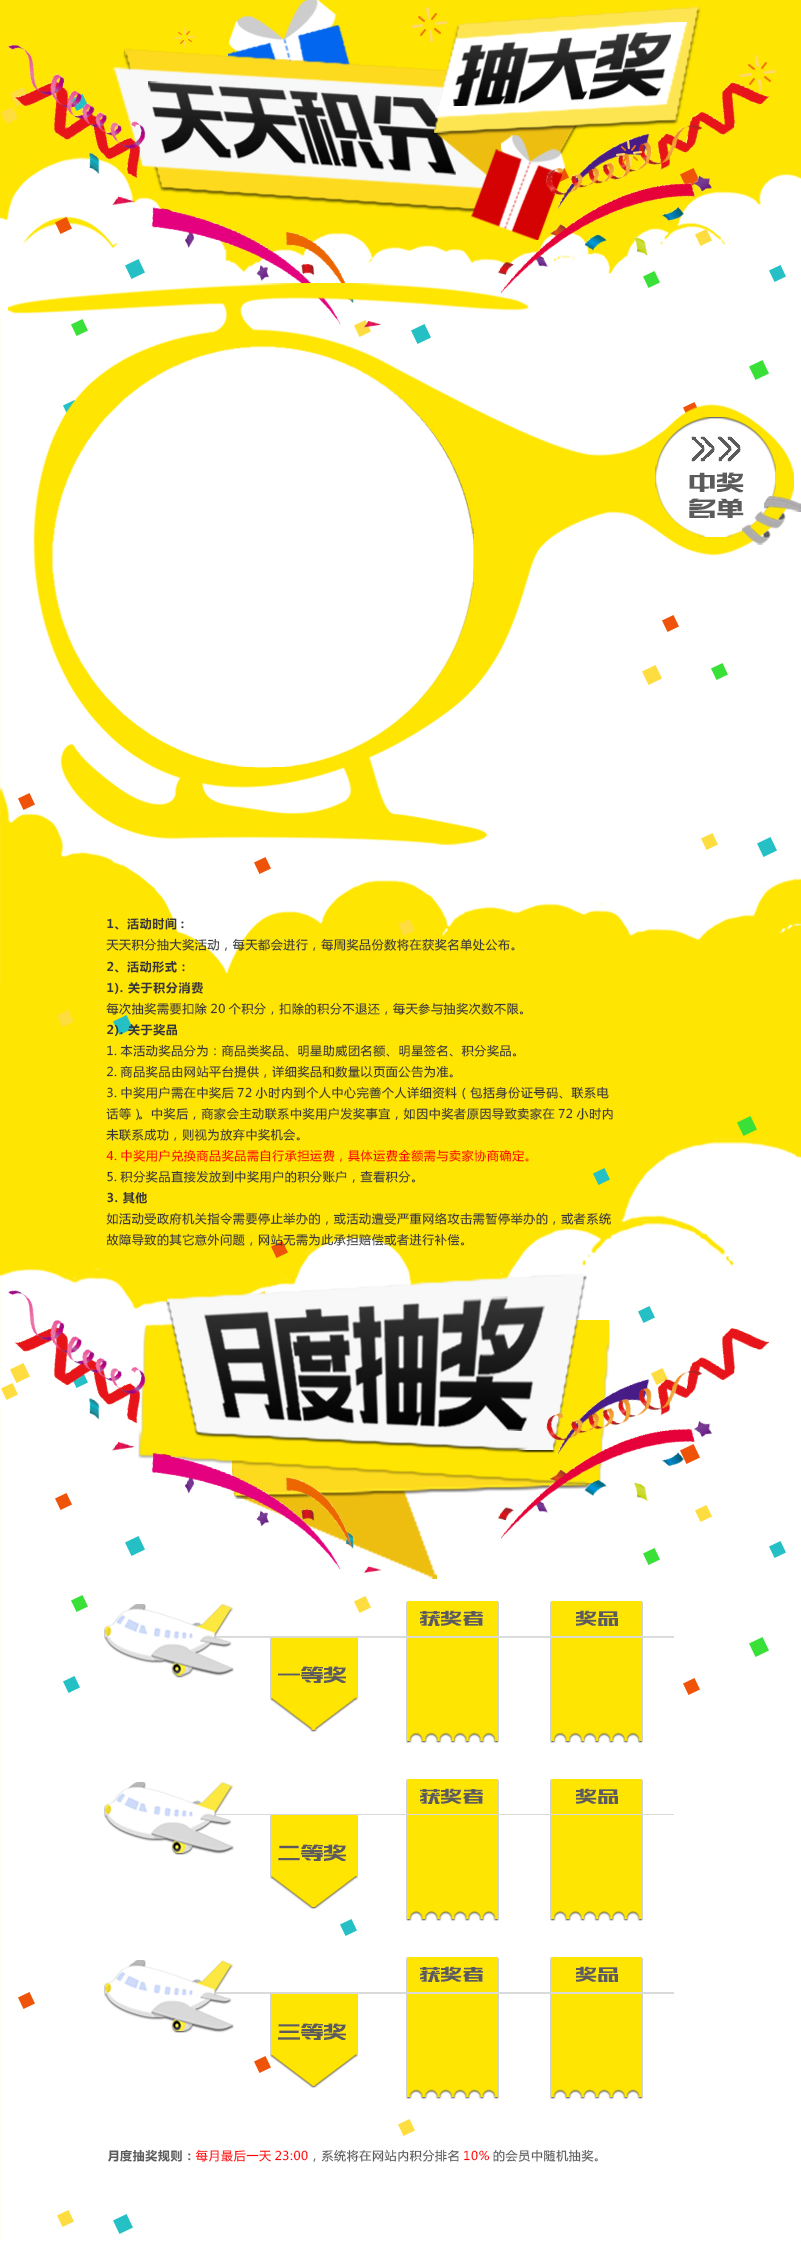 天天积分
抽大奖
中奖
名单
1、活动时间：
天天积分抽大奖活动，每天都会进行，每周奖品份数将在获奖名单处公布。
2、活动形式：
1). 关于积分消费
每次抽奖需要扣除 20 个积分，扣除的积分不退还，每天参与抽奖次数不限。
2). 关于奖品
1. 本活动奖品分为：商品类奖品、明星助威团名额、明星签名、积分奖品。
2. 商品奖品由网站平台提供，详细奖品和数量以页面公告为准。
3. 中奖用户需在中奖后 72 小时内到个人中心完善个人详细资料（包括身份证号码、联系电
话等）。中奖后，商家会主动联系中奖用户发奖事宜，如因中奖者原因导致卖家在 72 小时内
未联系成功，则视为放弃中奖机会。
4. 中奖用户兑换商品奖品需自行承担运费，具体运费金额需与卖家协商确定。
5. 积分奖品直接发放到中奖用户的积分账户，查看积分。
3. 其他
如活动受政府机关指令需要停止举办的，或活动遭受严重网络攻击需暂停举办的，或者系统
故障导致的其它意外问题，网站无需为此承担赔偿或者进行补偿。
月度抽奖
获奖者 奖品
一等奖
获奖者 奖品
二等奖
获奖者 奖品
三等奖
月度抽奖规则：每月最后一天 23:00，系统将在网站内积分排名 10% 的会员中随机抽奖。